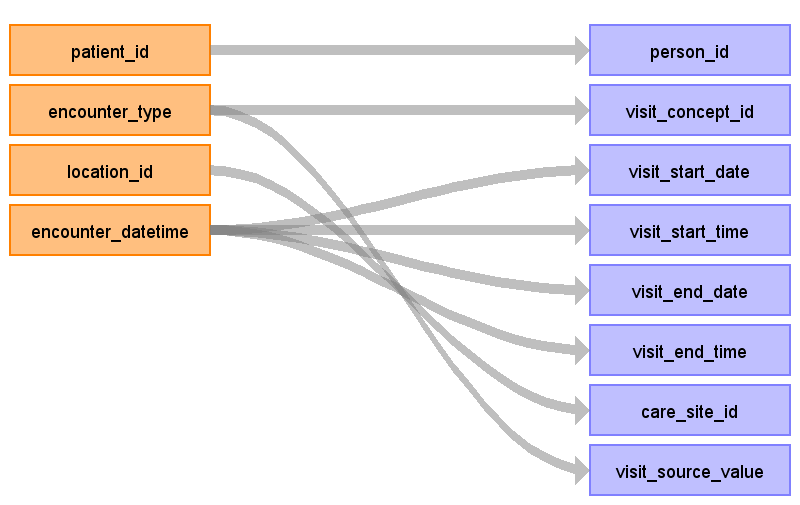 patient_id
person_id
encounter_type
visit_concept_id
location_id
visit_start_date
encounter_datetime
visit_start_time
visit_end_date
visit_end_time
care_site_id
visit_source_value